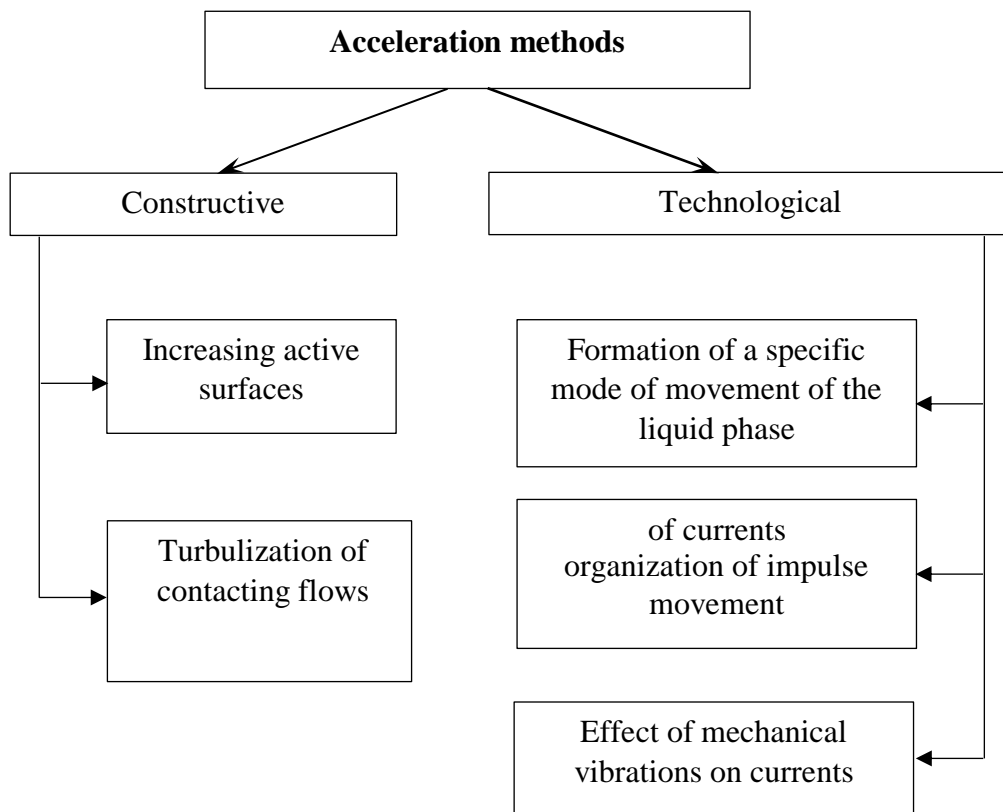 Acceleration methods
Constructive
Technological
Increasing active
surfaces
Turbulization of
contacting flows
Formation of a specific
mode of movement of the
liquid phase
of currents
organization of impulse
movement
Effect of mechanical
vibrations on currents